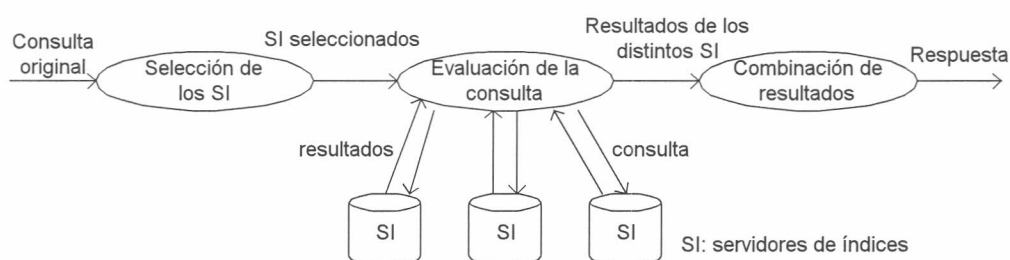 Consulta
original
Selección de
los SI
SI seleccionados
Evaluación de la
consulta
Resultados de los
distintos SI
Combinación de
resultados
Respuesta
resultados
consulta
SI
SI
SI
SI: servidores de índices